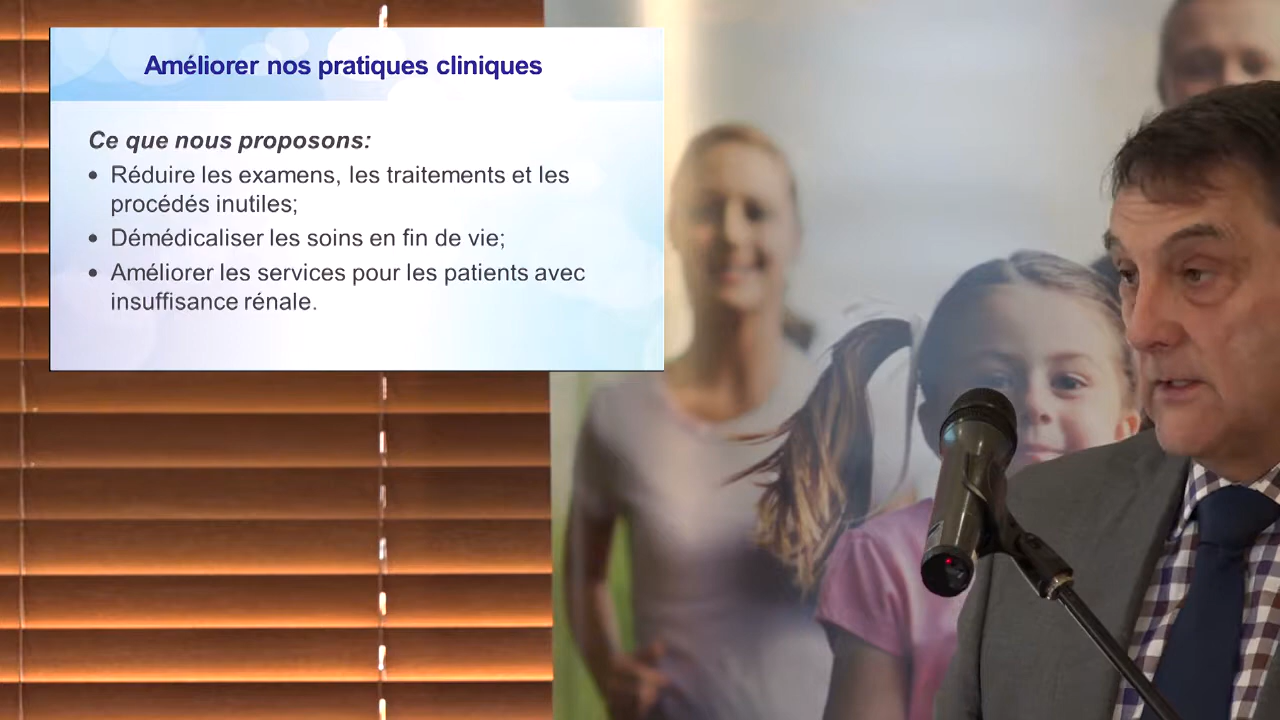 Améliorer nos pratiques cliniques
Ce que nous proposons:
• Réduire les examens, les traitements et les
procédés inutiles;
• Démédicaliser les soins en fin de vie;
• Améliorer les services pour les patients avec
insuffisance rénale.